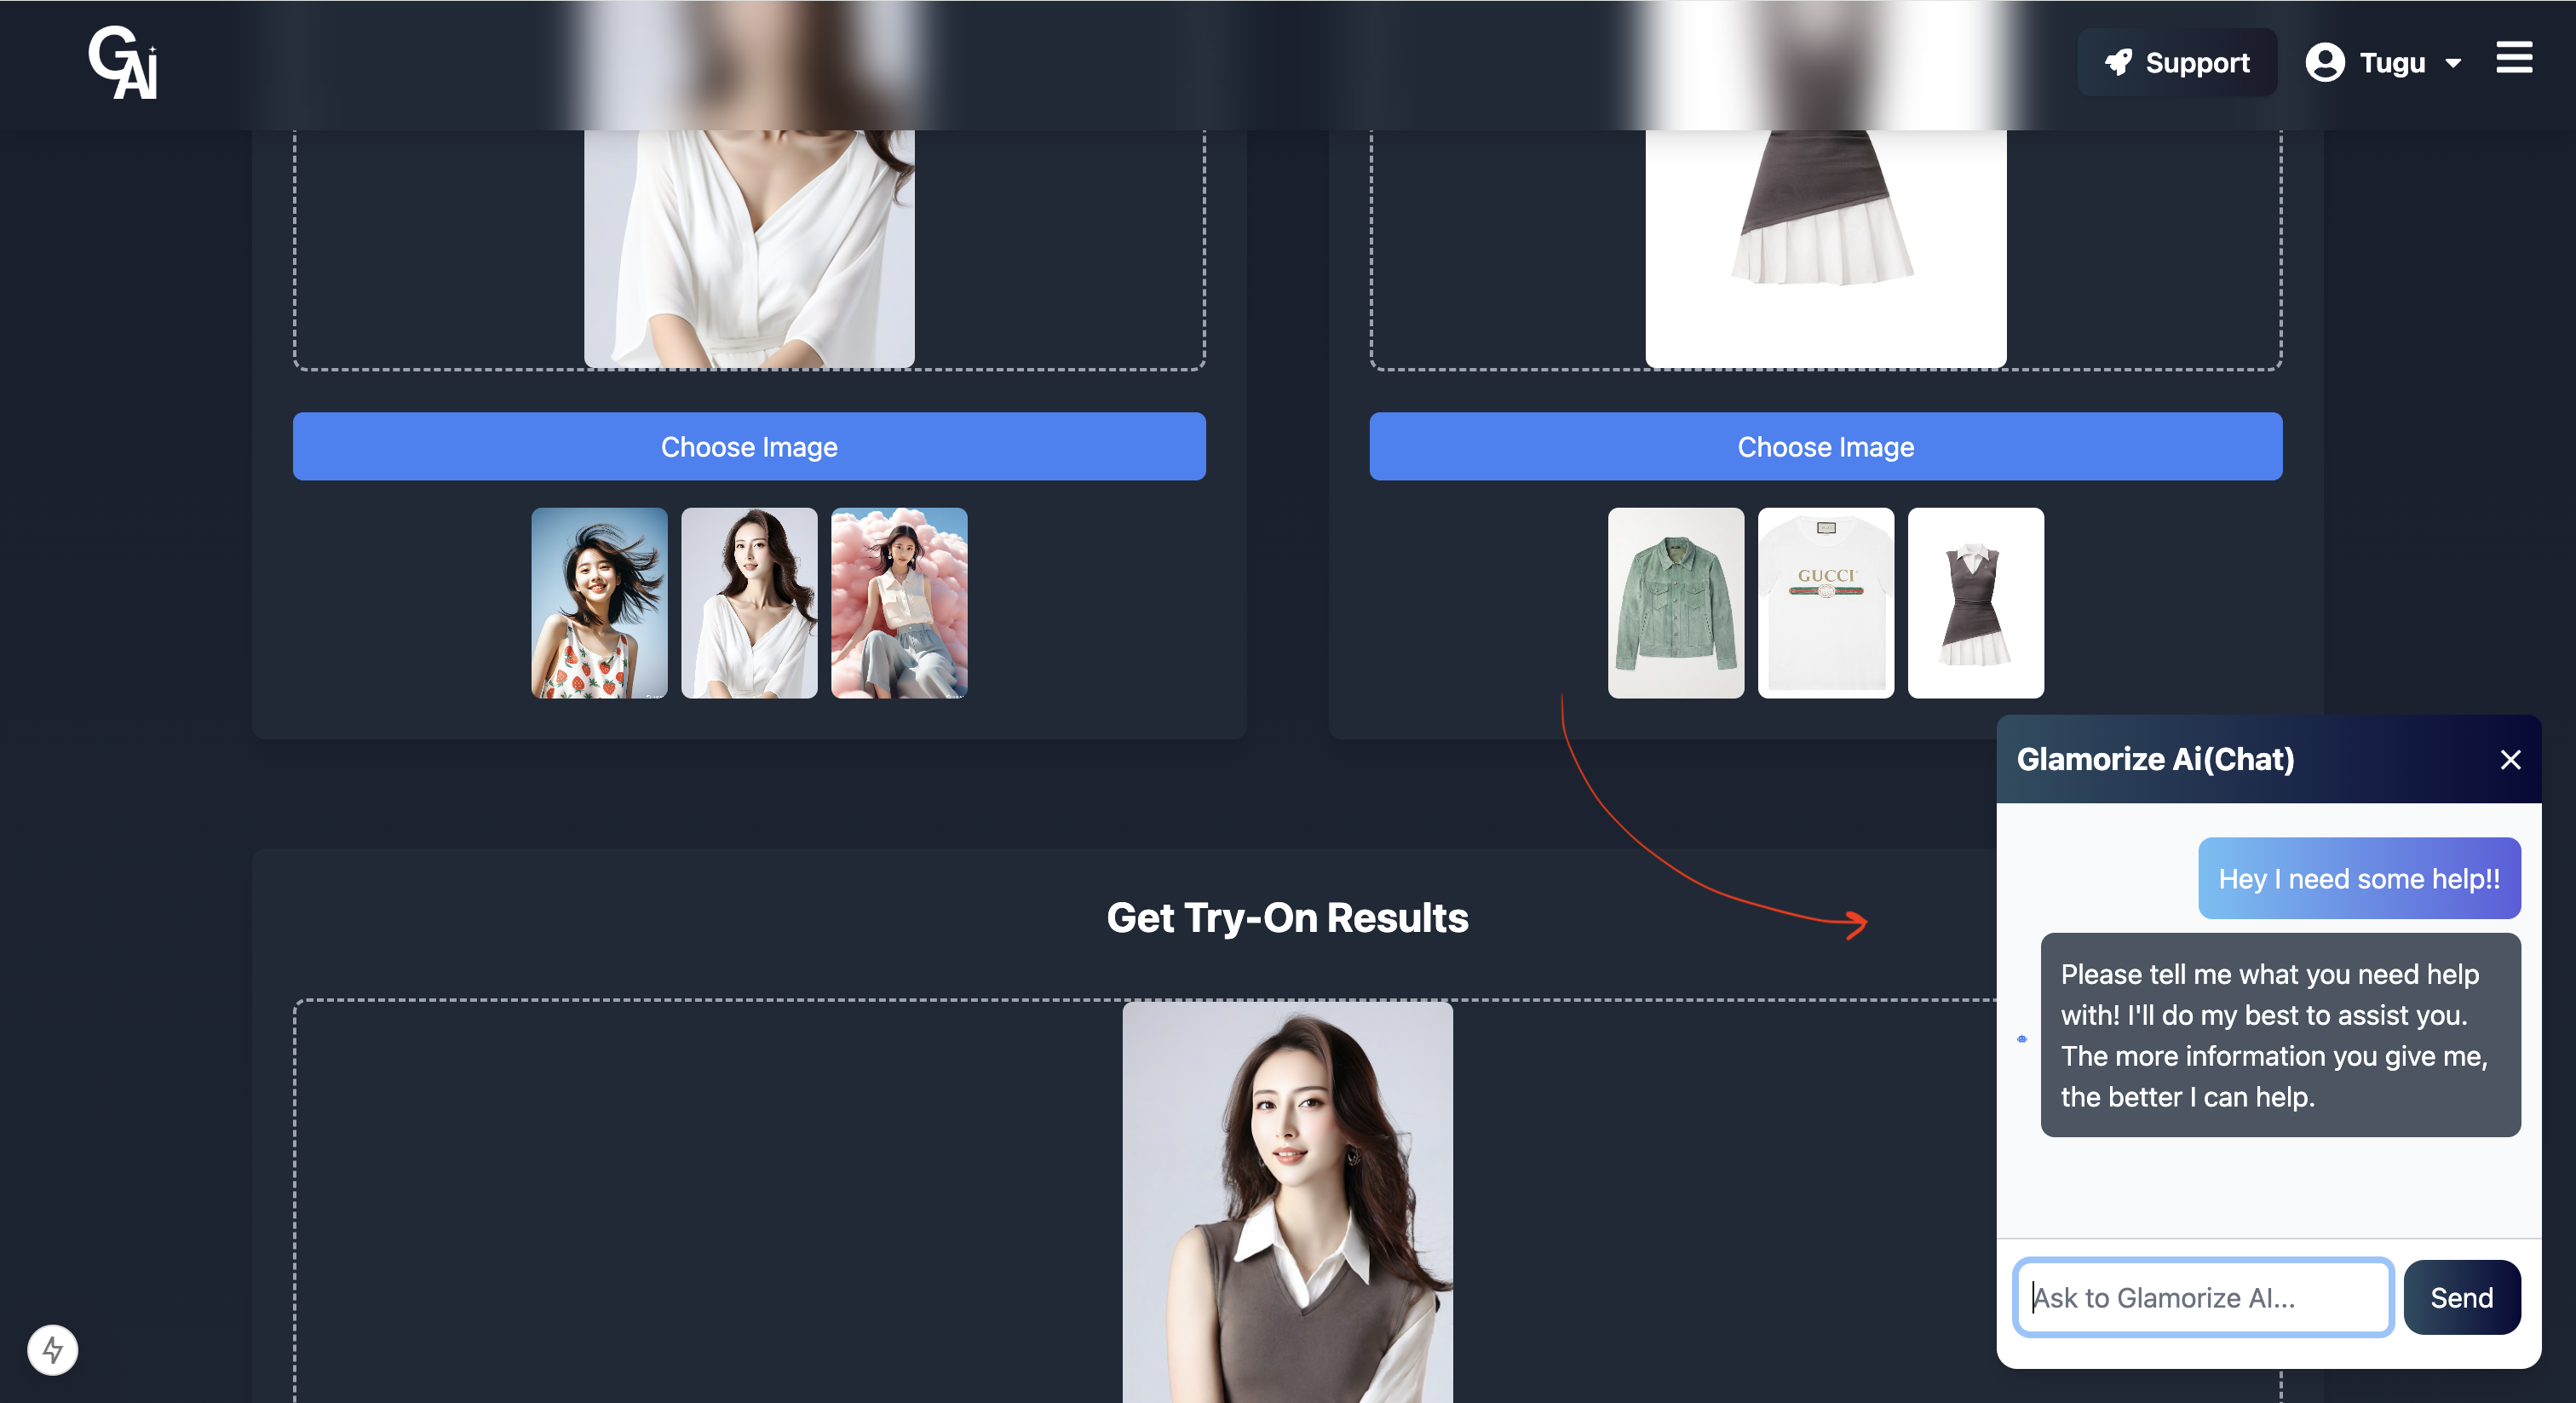 GAi
Support
Tugu
Choose Image
Choose Image
GUCCI
Glamorize Ai(Chat)
Hey I need some help!!
Please tell me what you need help
with! I'll do my best to assist you.
The more information you give me,
the better I can help.
Get Try-On Results
Ask to Glamorize AI...
Send